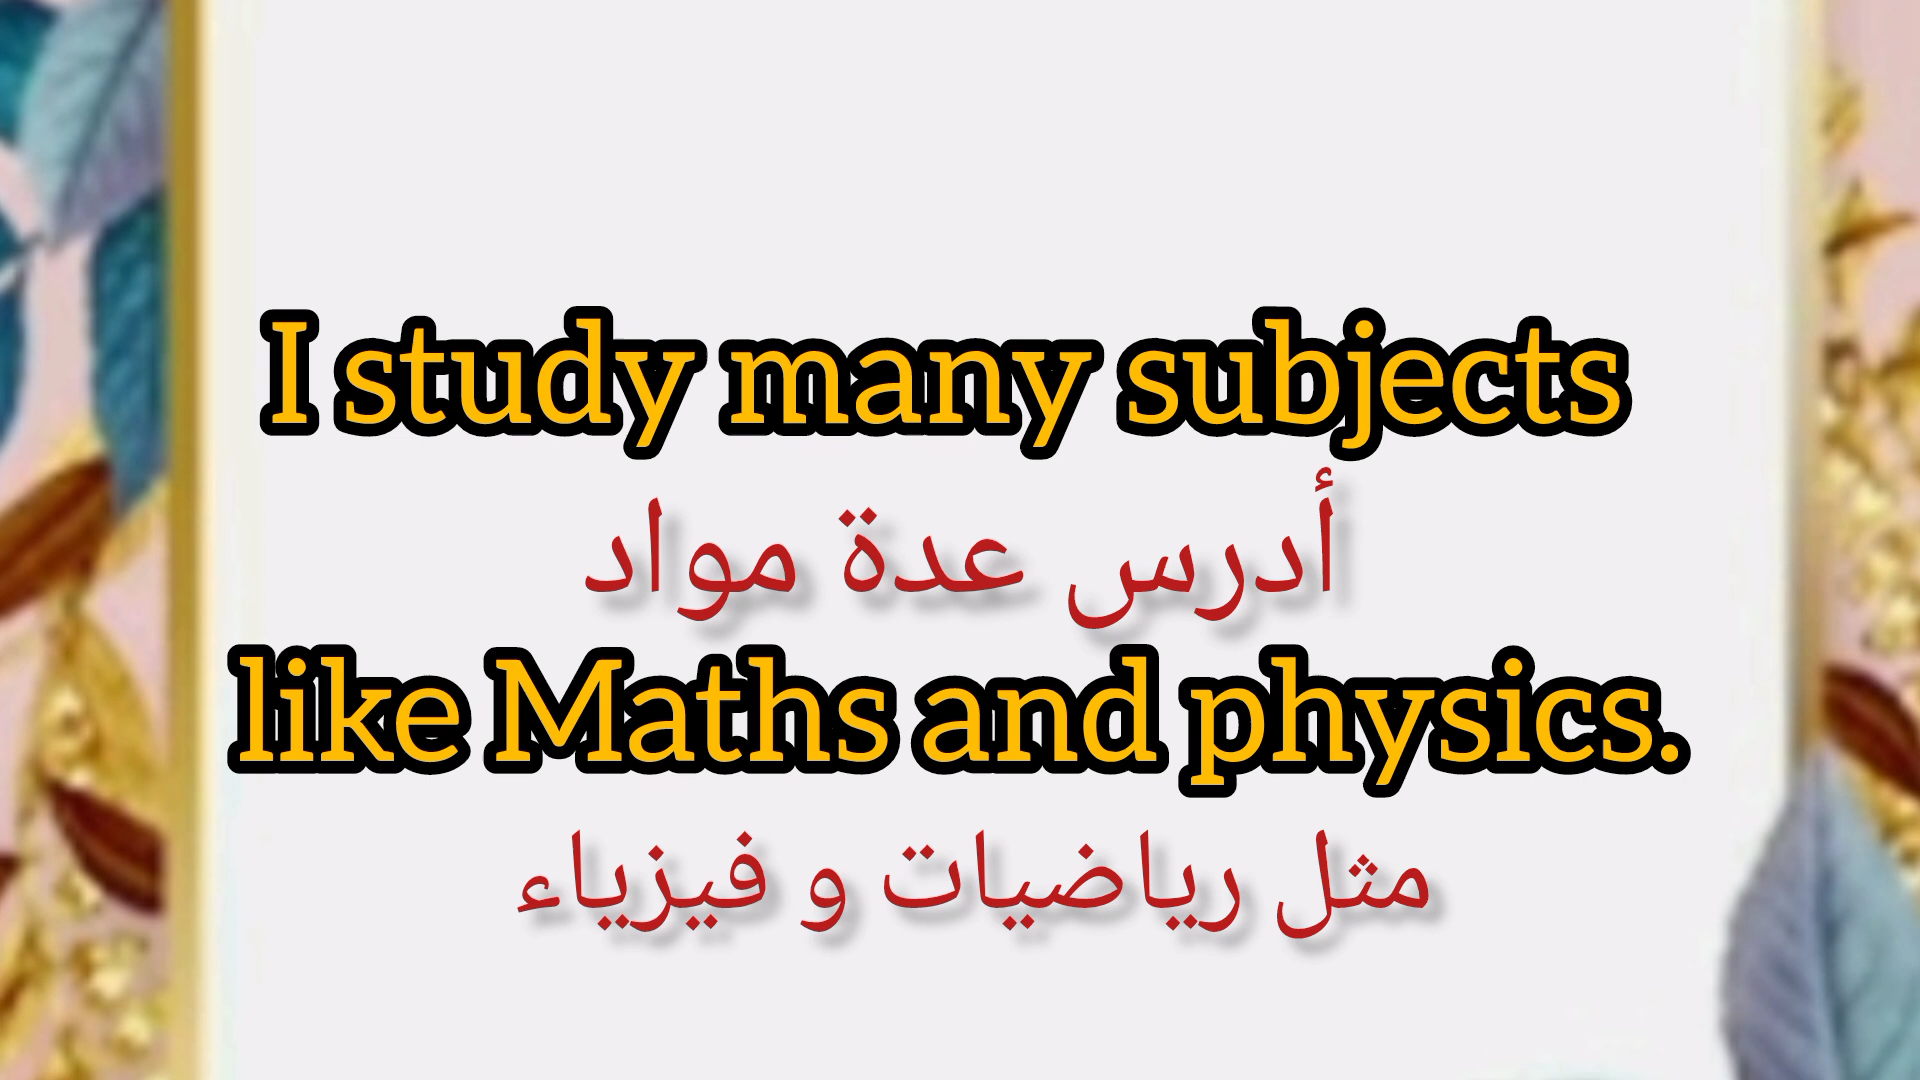 I study many subjects
أدرس عدة مواد
like Maths and physics.
مثل رياضيات و فيزياء